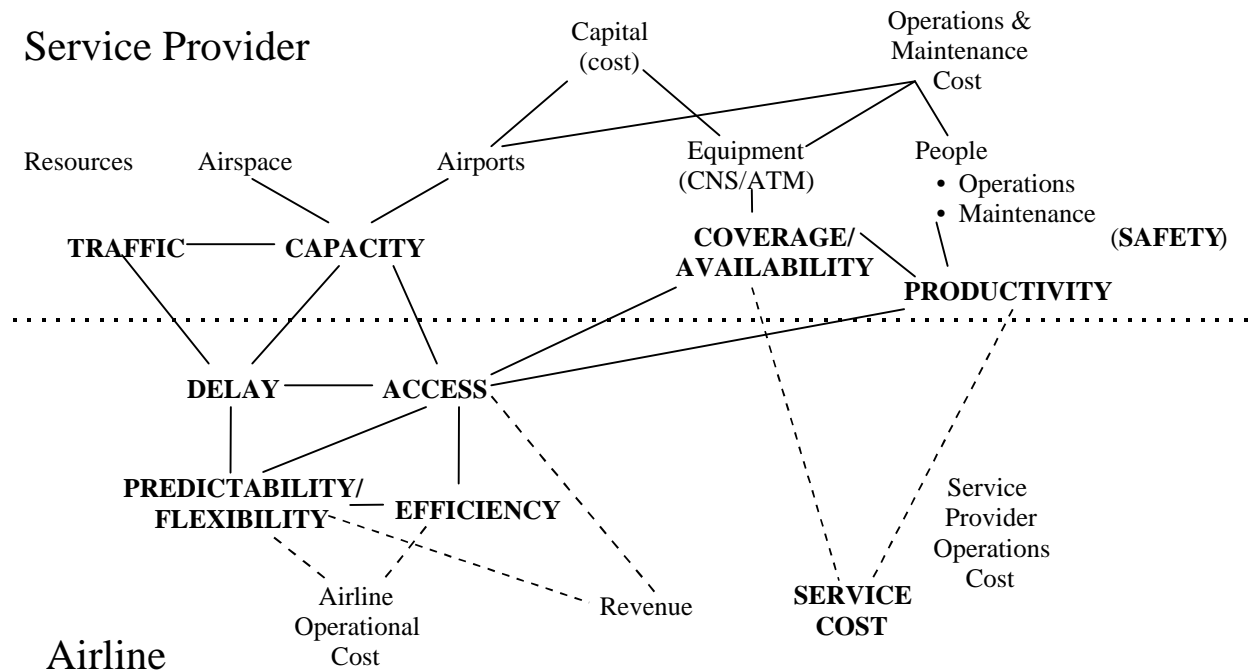 Service Provider
Capital
(cost)
Operations &
Maintenance
Cost
Resources
Airspace
Airports
Equipment
(CNS/ATM)
People
• Operations
• Maintenance
TRAFFIC
CAPACITY
COVERAGE/
AVAILABILITY
(SAFETY)
PRODUCTIVITY
DELAY
ACCESS
PREDICTABILITY/
FLEXIBILITY
EFFICIENCY
Service
Provider
Operations
Cost
Airline
Operational
Cost
Revenue
SERVICE
COST
Airline